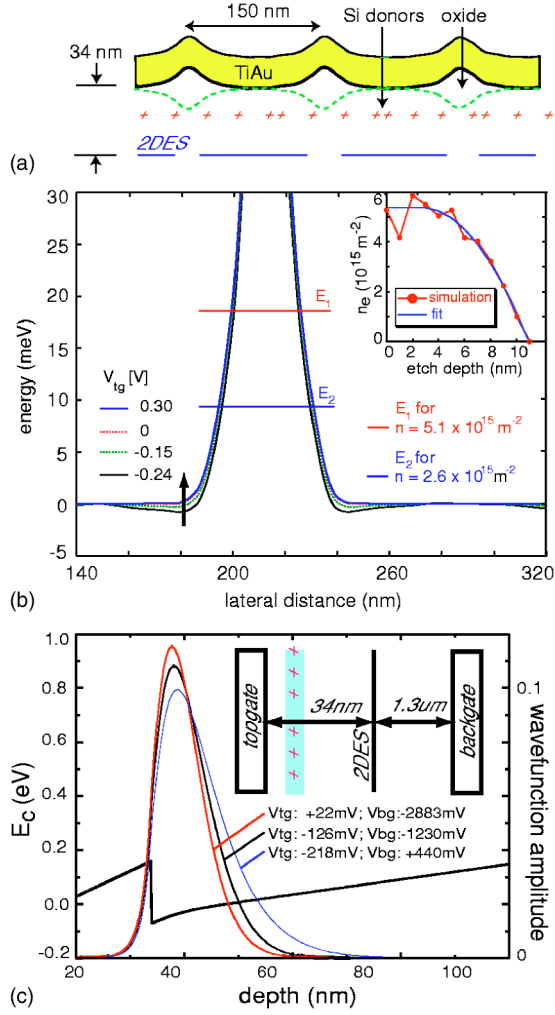 150 nm
Si donors
oxide
34 nm
TiAu
2DES
(a)
30
25
20
15
10
5
0
-5
energy (meV)
E1
E2
Vtg [V]
0.30
0
-0.15
-0.24
6
4
2
0
ne (10^15 m^-2)
simulation
fit
0 2 4 6 8 10
etch depth (nm)
E1 for
n = 5.1 x 10^15 m^-2
E2 for
n = 2.6 x 10^15 m^-2
140 200 260 320
lateral distance (nm)
(b)
1.0
0.8
0.6
0.4
0.2
0.0
-0.2
EC (eV)
topgate
34nm
2DES
1.3um
backgate
Vtg: +22mV; Vbg:-2883mV
Vtg: -126mV; Vbg:-1230mV
Vtg: -218mV; Vbg: +440mV
0.1
0
wavefunction amplitude
20 40 60 80 100
depth (nm)
(c)